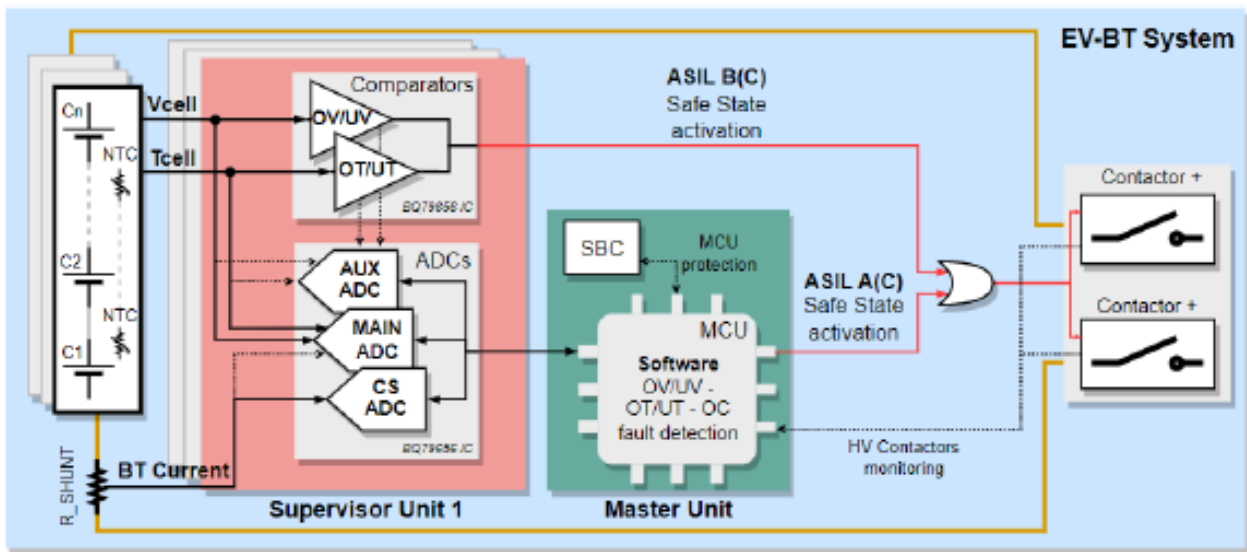 EV-BT System
Cn
Vcell
NTC
Tcell
C2
NTC
C1
R_SHUNT
BT Current
Comparators
OV/UV
OT/UT
BQ79656 IC
ADCs
AUX
ADC
MAIN
ADC
CS
ADC
BQ79656 IC
Supervisor Unit 1
ASIL B(C)
Safe State
activation
SBC
MCU
protection
MCU
Software
OV/UV -
OT/UT - OC
fault detection
Master Unit
ASIL A(C)
Safe State
activation
HV Contactors
monitoring
Contactor +
Contactor +